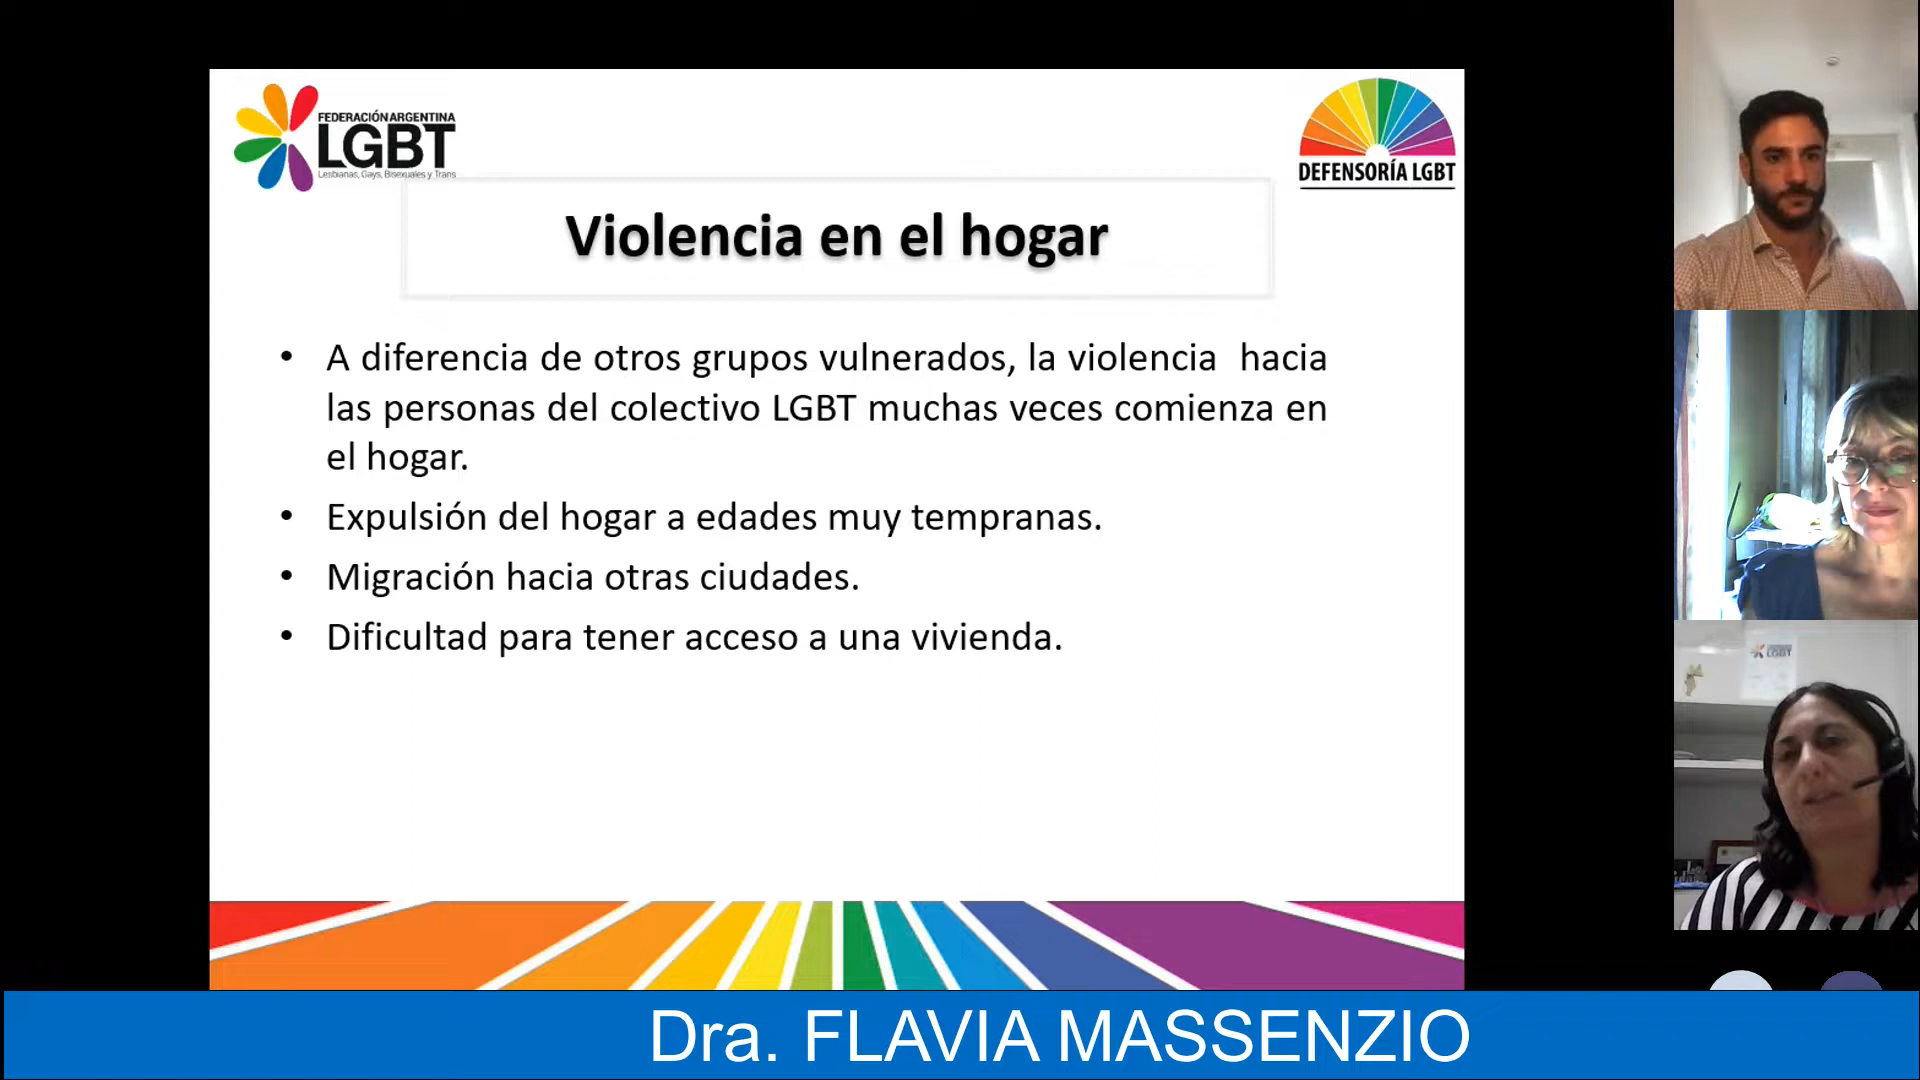 FEDERACIÓN ARGENTINA
LGBT
Lesbianas, Gays, Bisexuales y Trans
DEFENSORÍA LGBT
Violencia en el hogar
• A diferencia de otros grupos vulnerados, la violencia hacia
las personas del colectivo LGBT muchas veces comienza en
el hogar.
• Expulsión del hogar a edades muy tempranas.
• Migración hacia otras ciudades.
• Dificultad para tener acceso a una vivienda.
LGBT
Dra. FLAVIA MASSENZIO